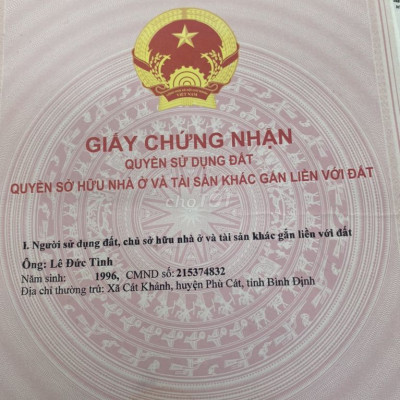 GIẤY CHỨNG NHẬN
QUYỀN SỬ DỤNG ĐẤT
QUYỀN SỞ HỮU NHÀ Ở VÀ TÀI SẢN KHÁC GẮN LIỀN VỚI ĐẤT
I. Người sử dụng đất, chủ sở hữu nhà ở và tài sản khác gắn liền với đất
Ông: Lê Đức Tình
Năm sinh: 1996, CMND số: 215374832
Địa chỉ thường trú: Xã Cát Khánh, huyện Phù Cát, tỉnh Bình Định